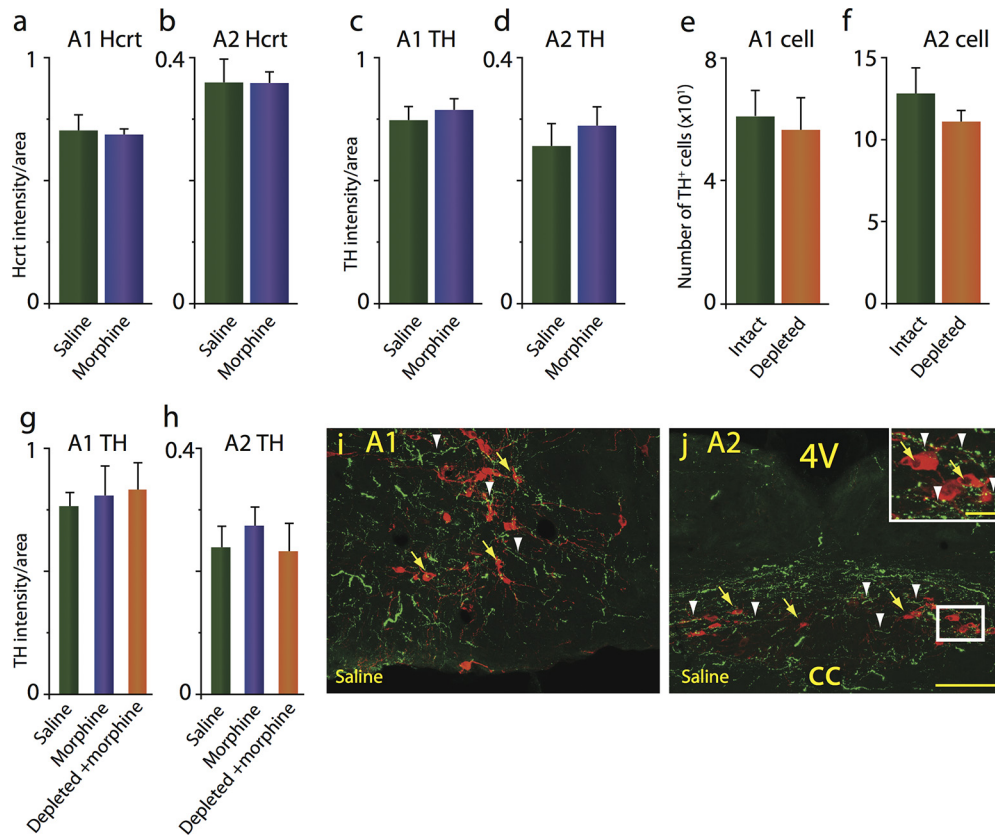 a
b
c
d
e
f
A1 Hcrt
A2 Hcrt
A1 TH
A2 TH
A1 cell
A2 cell
1
0.4
1
0.4
8
15
10
4
5
0
0
0
0
0
0
Hcrt intensity/area
TH intensity/area
Number of TH⁺ cells (x10¹)
Saline
Morphine
Saline
Morphine
Saline
Morphine
Saline
Morphine
Intact
Depleted
Intact
Depleted
g
h
A1 TH
A2 TH
1
0.4
0
0
TH intensity/area
Saline
Morphine
Depleted +morphine
Saline
Morphine
Depleted +morphine
i A1
Saline
j A2
4V
Saline
CC